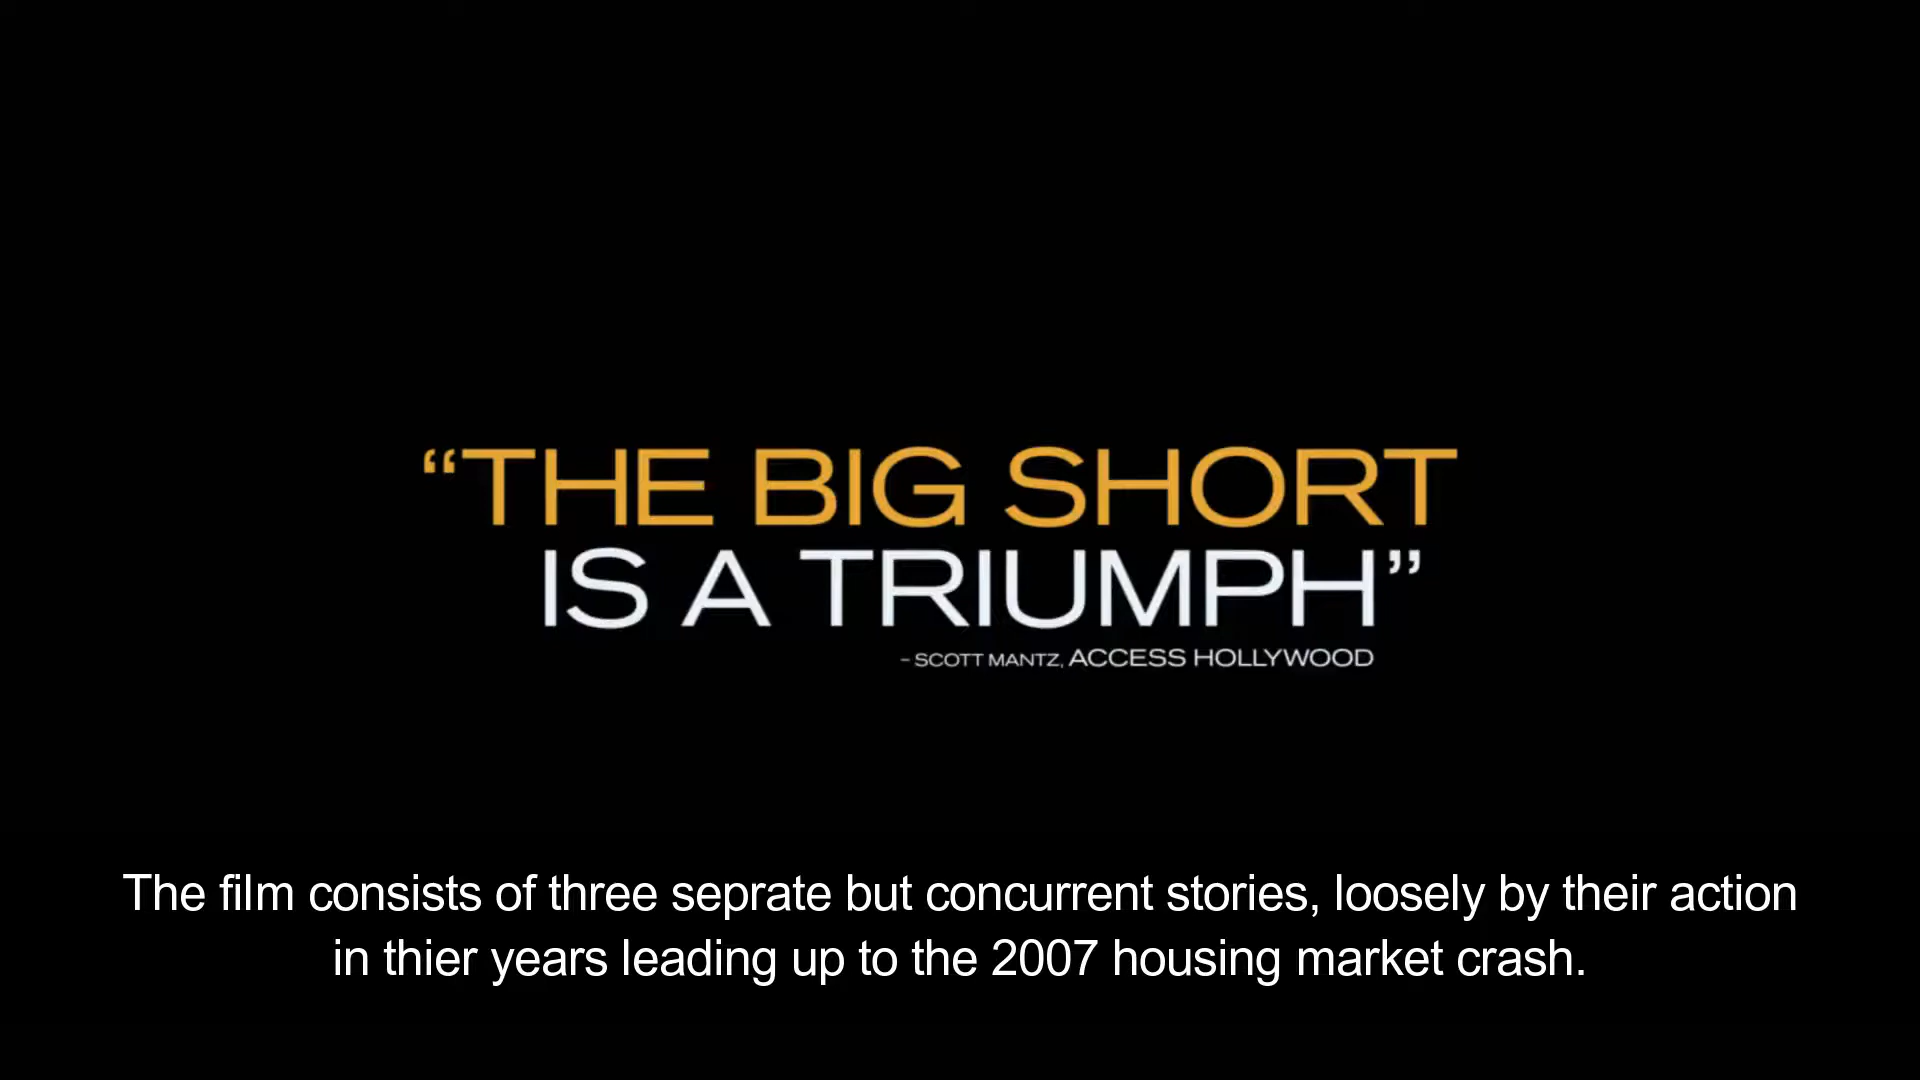 “THE BIG SHORT
IS A TRIUMPH”
– SCOTT MANTZ, ACCESS HOLLYWOOD
The film consists of three seprate but concurrent stories, loosely by their action
in thier years leading up to the 2007 housing market crash.